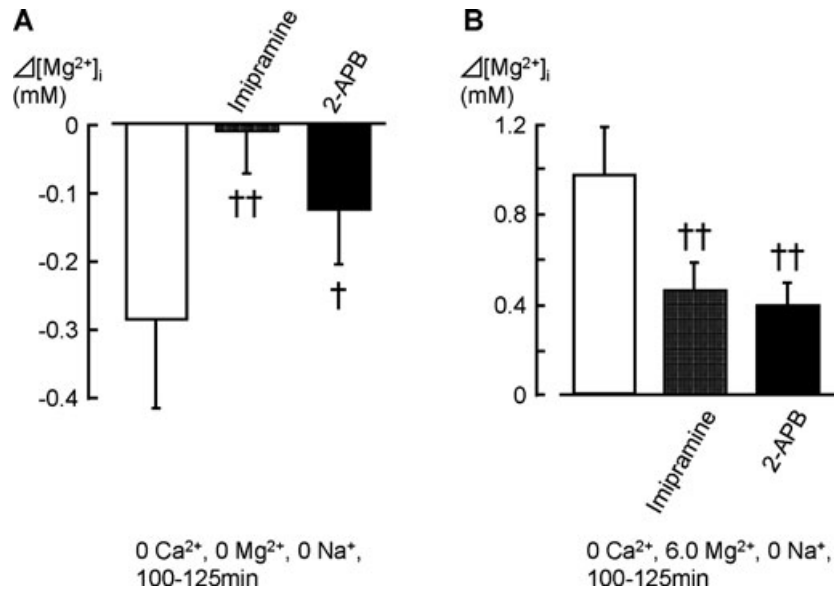 A
⊿[Mg²⁺]ᵢ
(mM)
Imipramine
2-APB
0
-0.1
-0.2
-0.3
-0.4
††
†
0 Ca²⁺, 0 Mg²⁺, 0 Na⁺,
100-125min
B
⊿[Mg²⁺]ᵢ
(mM)
1.2
0.8
0.4
0
††
††
Imipramine
2-APB
0 Ca²⁺, 6.0 Mg²⁺, 0 Na⁺,
100-125min